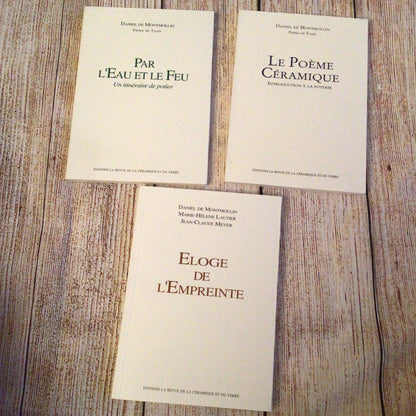 DANIEL DE MONTMOLLIN
FRÈRE DE TAIZÉ
PAR
L'EAU ET LE FEU
Un itinéraire de potier
EDITIONS LA REVUE DE LA CÉRAMIQUE ET DU VERRE
DANIEL DE MONTMOLLIN
FRÈRE DE TAIZÉ
LE POÈME
CÉRAMIQUE
INTRODUCTION À LA POTERIE
EDITIONS LA REVUE DE LA CÉRAMIQUE ET DU VERRE
DANIEL DE MONTMOLLIN
MARIE-HÉLÈNE LAUTIER
JEAN-CLAUDE MEYER
ELOGE
DE
L'EMPREINTE
EDITIONS LA REVUE DE LA CÉRAMIQUE ET DU VERRE